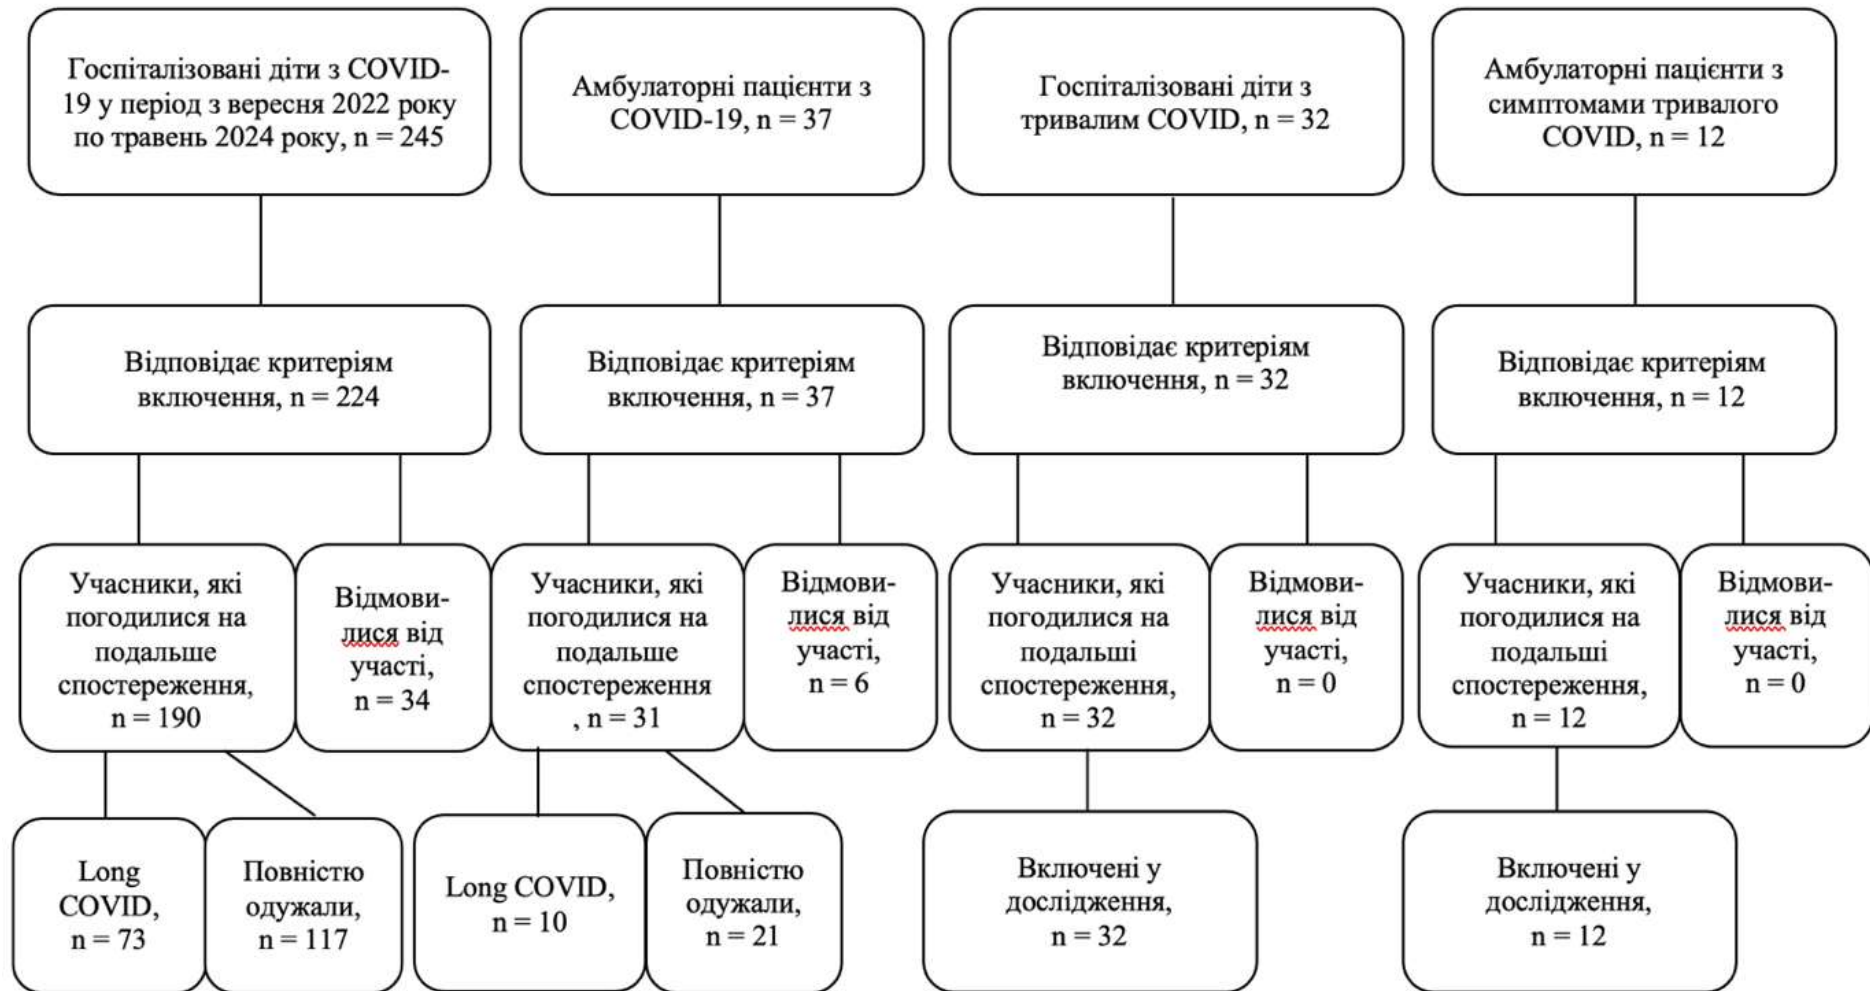 Госпіталізовані діти з COVID-
19 у період з вересня 2022 року
по травень 2024 року, n = 245
Амбулаторні пацієнти з
COVID-19, n = 37
Госпіталізовані діти з
тривалим COVID, n = 32
Амбулаторні пацієнти з
симптомами тривалого
COVID, n = 12
Відповідає критеріям
включення, n = 224
Відповідає критеріям
включення, n = 37
Відповідає критеріям
включення, n = 32
Відповідає критеріям
включення, n = 12
Учасники, які
погодилися на
подальше
спостереження,
n = 190
Відмови-
лися від
участі,
n = 34
Учасники, які
погодилися на
подальше
спостереження
, n = 31
Відмови-
лися від
участі,
n = 6
Учасники, які
погодилися на
подальші
спостереження,
n = 32
Відмови-
лися від
участі,
n = 0
Учасники, які
погодилися на
подальші
спостереження,
n = 12
Відмови-
лися від
участі,
n = 0
Long
COVID,
n = 73
Повністю
одужали,
n = 117
Long COVID,
n = 10
Повністю
одужали,
n = 21
Включені у
дослідження,
n = 32
Включені у
дослідження,
n = 12